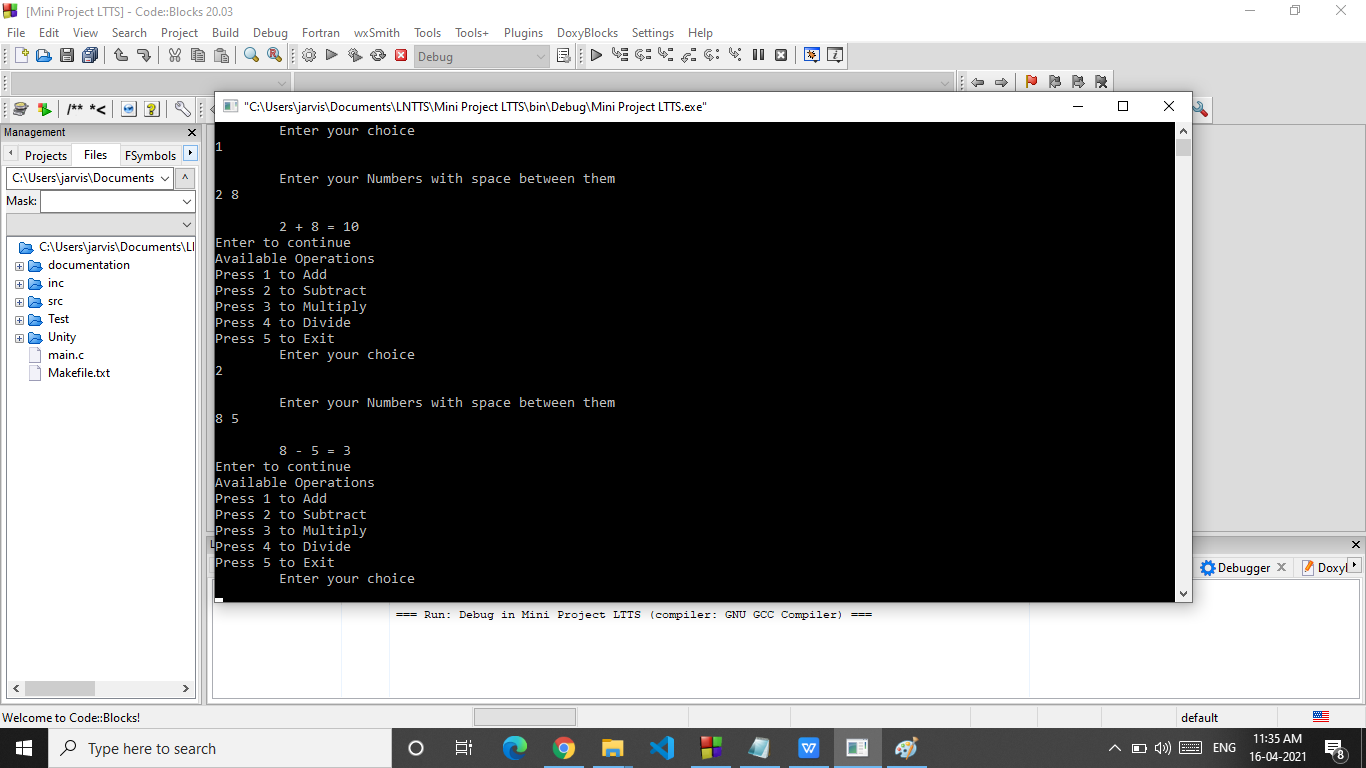 [Mini Project LTTS] - Code::Blocks 20.03
File Edit View Search Project Build Debug Fortran wxSmith Tools Tools+ Plugins DoxyBlocks Settings Help
Debug
/** *<
"C:\Users\jarvis\Documents\LNTTS\Mini Project LTTS\bin\Debug\Mini Project LTTS.exe"
Management
Projects Files FSymbols
C:\Users\jarvis\Documents
Mask:
C:\Users\jarvis\Documents\LI
documentation
inc
src
Test
Unity
main.c
Makefile.txt
Enter your choice
1
Enter your Numbers with space between them
2 8
2 + 8 = 10
Enter to continue
Available Operations
Press 1 to Add
Press 2 to Subtract
Press 3 to Multiply
Press 4 to Divide
Press 5 to Exit
Enter your choice
2
Enter your Numbers with space between them
8 5
8 - 5 = 3
Enter to continue
Available Operations
Press 1 to Add
Press 2 to Subtract
Press 3 to Multiply
Press 4 to Divide
Press 5 to Exit
Enter your choice
Debugger Doxyl
=== Run: Debug in Mini Project LTTS (compiler: GNU GCC Compiler) ===
Welcome to Code::Blocks!
default
Type here to search
ENG
11:35 AM
16-04-2021
8